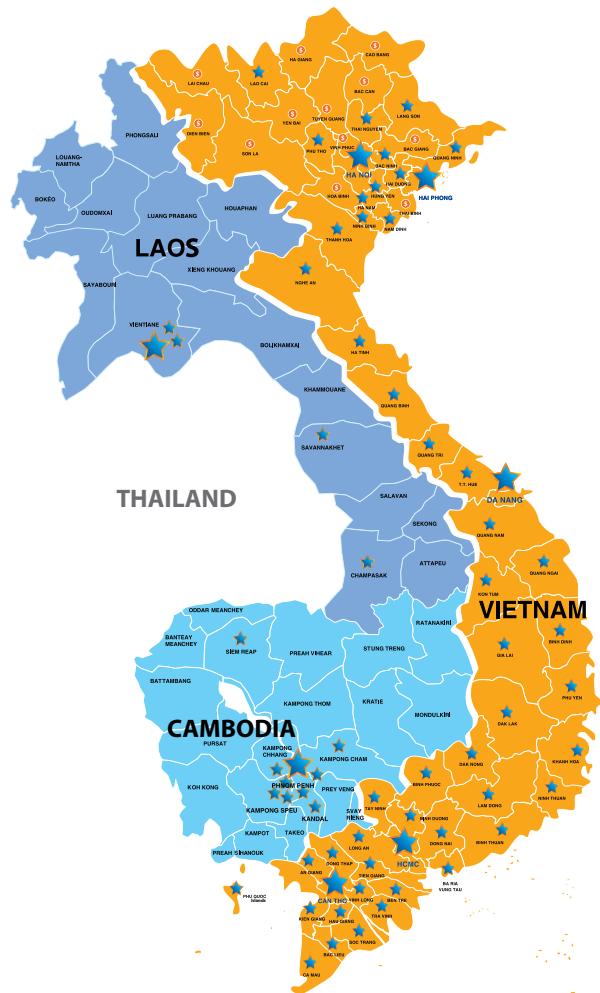 CAO BANG
HA GIANG
LAI CHAU
LAO CAI
BAC CAN
LANG SON
TUYEN QUANG
YEN BAI
THAI NGUYEN
DIEN BIEN
PHONGSALI
VINH PHUC
PHU THO
BAC GIANG
SON LA
BAC NINH
QUANG NINH
LOUANG-
NAMTHA
HA NOI
HAI DUONG
HAI PHONG
BOKÈO
HOA BINH
HUNG YEN
OUDOMXAI
LUANG PRABANG
HOUAPHAN
HA NAM
THAI BINH
NINH BINH
NAM DINH
THANH HOA
LAOS
XIENG KHOUANG
SAYABOURI
NGHE AN
VIENTIANE
BOLIKHAMXAI
HA TINH
KHAMMOUANE
QUANG BINH
SAVANNAKHET
QUANG TRI
T.T. HUE
THAILAND
SALAVAN
DA NANG
SEKONG
QUANG NAM
ATTAPEU
CHAMPASAK
QUANG NGAI
KON TUM
ODDAR MEANCHEY
VIETNAM
RATANAKIRI
BANTEAY
MEANCHEY
SIEM REAP
PREAH VIHEAR
STUNG TRENG
BINH DINH
GIA LAI
BATTAMBANG
PHU YEN
KAMPONG THOM
KRATIE
MONDULKIRI
DAK LAK
CAMBODIA
PURSAT
KAMPONG
CHHANG
KAMPONG CHAM
KHANH HOA
DAK NONG
KOH KONG
PHNOM PENH
PREY VENG
BINH PHUOC
NINH THUAN
TAY NINH
LAM DONG
KAMPONG SPEU
KANDAL
SVAY
RIENG
BINH DUONG
KAMPOT
TAKEO
DONG NAI
BINH THUAN
LONG AN
PREAH SIHANOUK
DONG THAP
HCMC
AN GIANG
TIEN GIANG
BA RIA
VUNG TAU
PHU QUOC
Islands
CAN THO
VINH LONG
BEN TRE
KIEN GIANG
HAU GIANG
TRA VINH
SOC TRANG
BAC LIEU
CA MAU